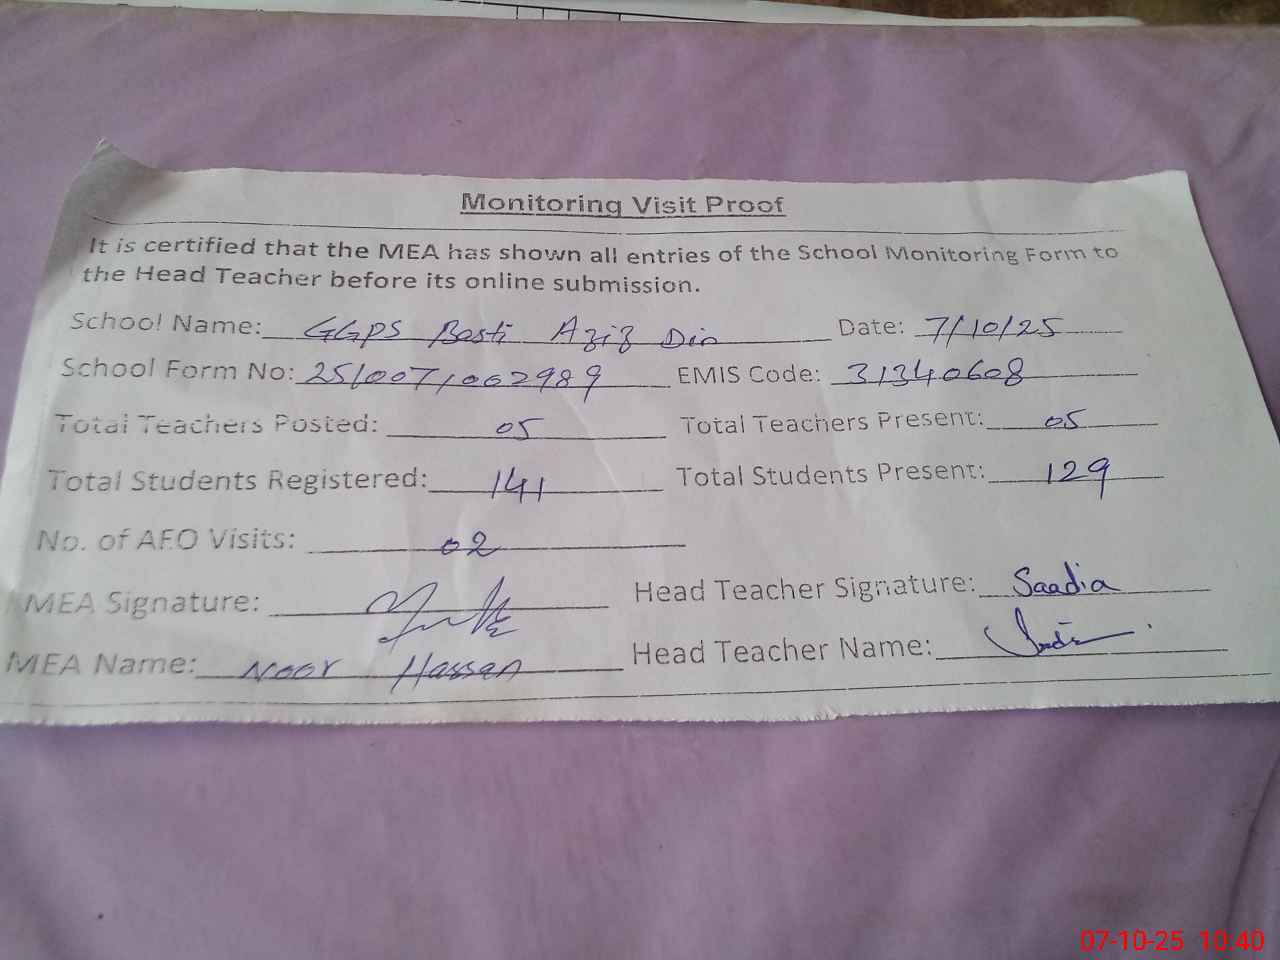 Monitoring Visit Proof
It is certified that the MEA has shown all entries of the School Monitoring Form to
the Head Teacher before its online submission.
School Name: GGPS Basti Aziz Din Date: 7/10/25
School Form No: 251007/002989 EMIS Code: 31340608
Total Teachers Posted: 05 Total Teachers Present: 05
Total Students Registered: 141 Total Students Present: 129
No. of AEO Visits: 02
MEA Signature: Head Teacher Signature: Saadia
MEA Name: Noor Hassan Head Teacher Name:
07-10-25 10:40